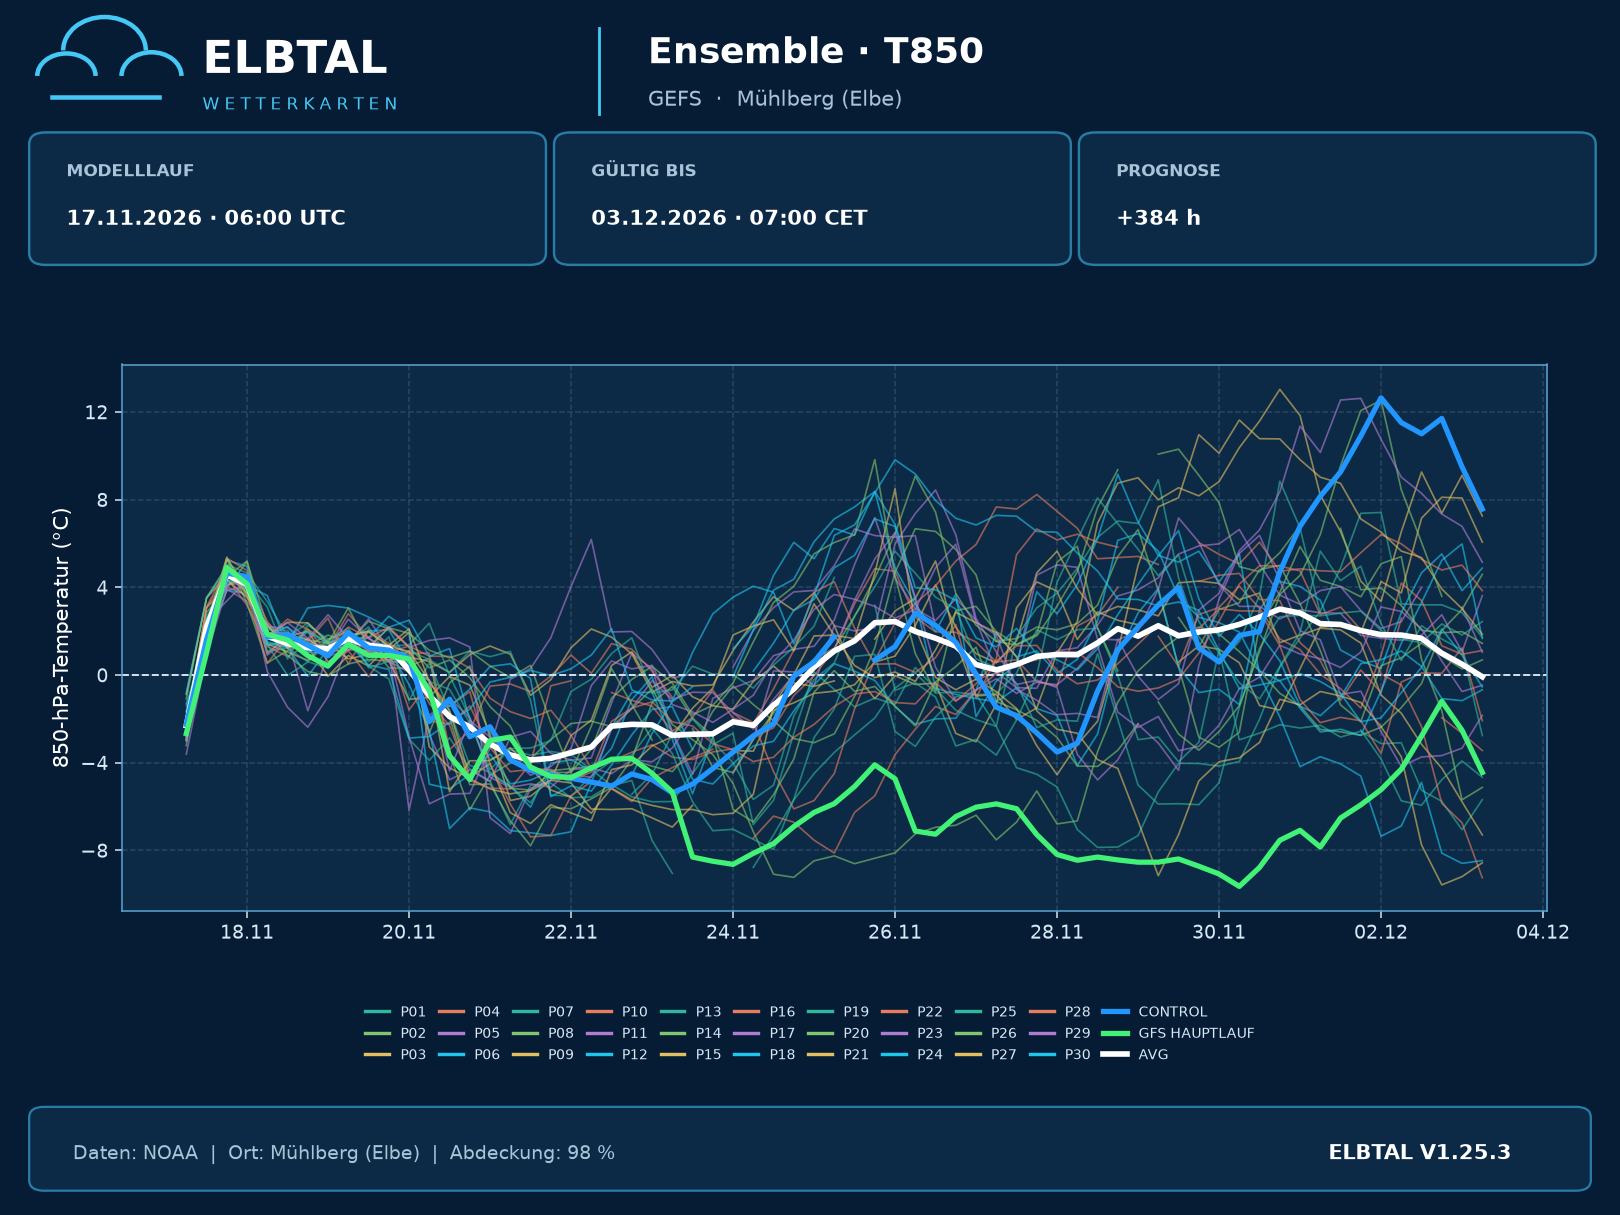 ELBTAL
WETTERKARTEN
Ensemble · T850
GEFS · Mühlberg (Elbe)
MODELLLAUF
17.11.2026 · 06:00 UTC
GÜLTIG BIS
03.12.2026 · 07:00 CET
PROGNOSE
+384 h
850-hPa-Temperatur (°C)
12
8
4
0
−4
−8
18.11 20.11 22.11 24.11 26.11 28.11 30.11 02.12 04.12
P01 P04 P07 P10 P13 P16 P19 P22 P25 P28 CONTROL
P02 P05 P08 P11 P14 P17 P20 P23 P26 P29 GFS HAUPTLAUF
P03 P06 P09 P12 P15 P18 P21 P24 P27 P30 AVG
Daten: NOAA | Ort: Mühlberg (Elbe) | Abdeckung: 98 %
ELBTAL V1.25.3